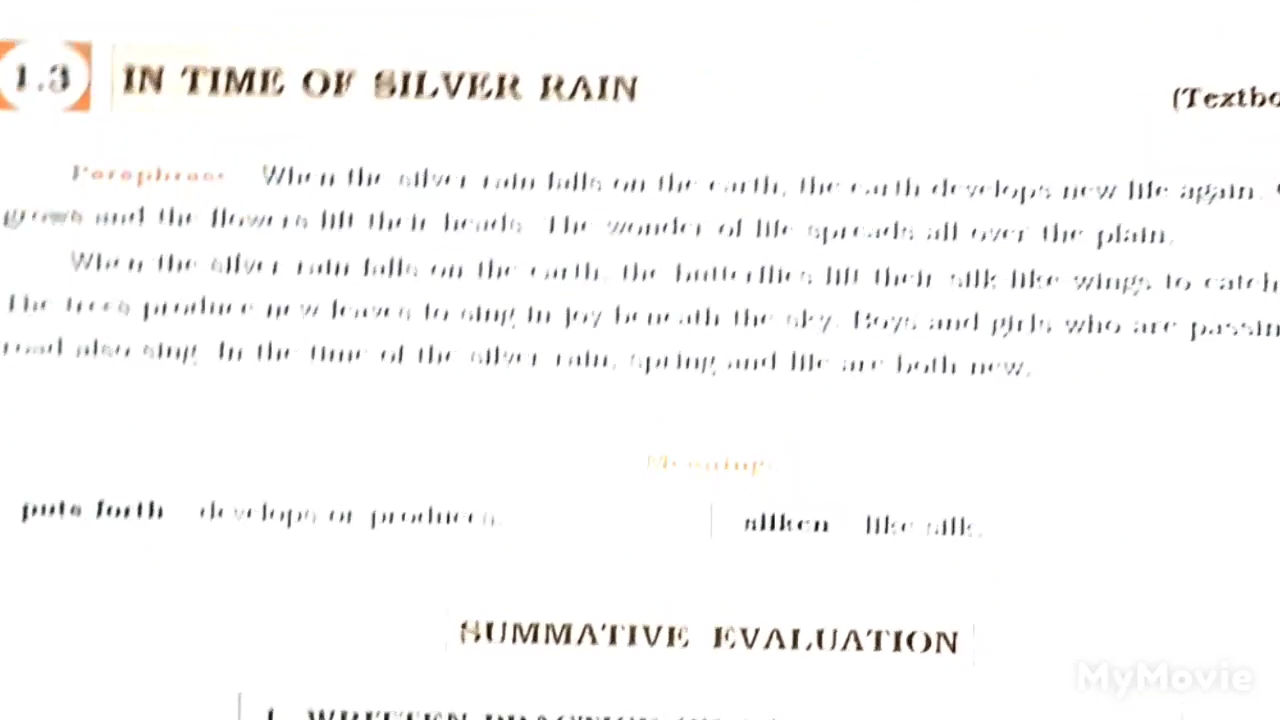 1.3 IN TIME OF SILVER RAIN (Textbo
Paraphrase When the silver rain falls on the earth, the earth develops new life again.
grows and the flowers lift their heads. The wonder of life spreads all over the plain.
When the silver rain falls on the earth, the butterflies lift their silk like wings to catch
The trees produce new leaves to sing in joy beneath the sky. Boys and girls who are passin
road also sing. In the time of the silver rain, spring and life are both new.
Meanings
puts forth develops or produces.
silken like silk.
SUMMATIVE EVALUATION
1. WRITTEN
MyMovie